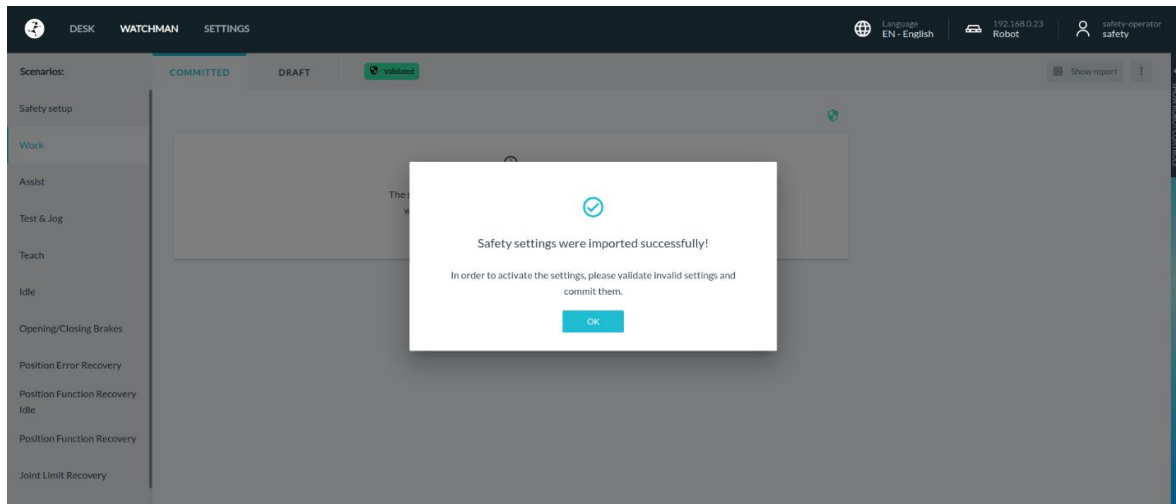 DESK WATCHMAN SETTINGS
Language
EN - English
192.168.0.23
Robot
safety-operator
safety
Scenarios:
COMMITTED DRAFT Validated Show report
Safety setup
Work
Assist
The
Test & Jog
Teach
Idle
Opening/Closing Brakes
Position Error Recovery
Position Function Recovery
Idle
Position Function Recovery
Joint Limit Recovery
Safety settings were imported successfully!
In order to activate the settings, please validate invalid settings and
commit them.
OK